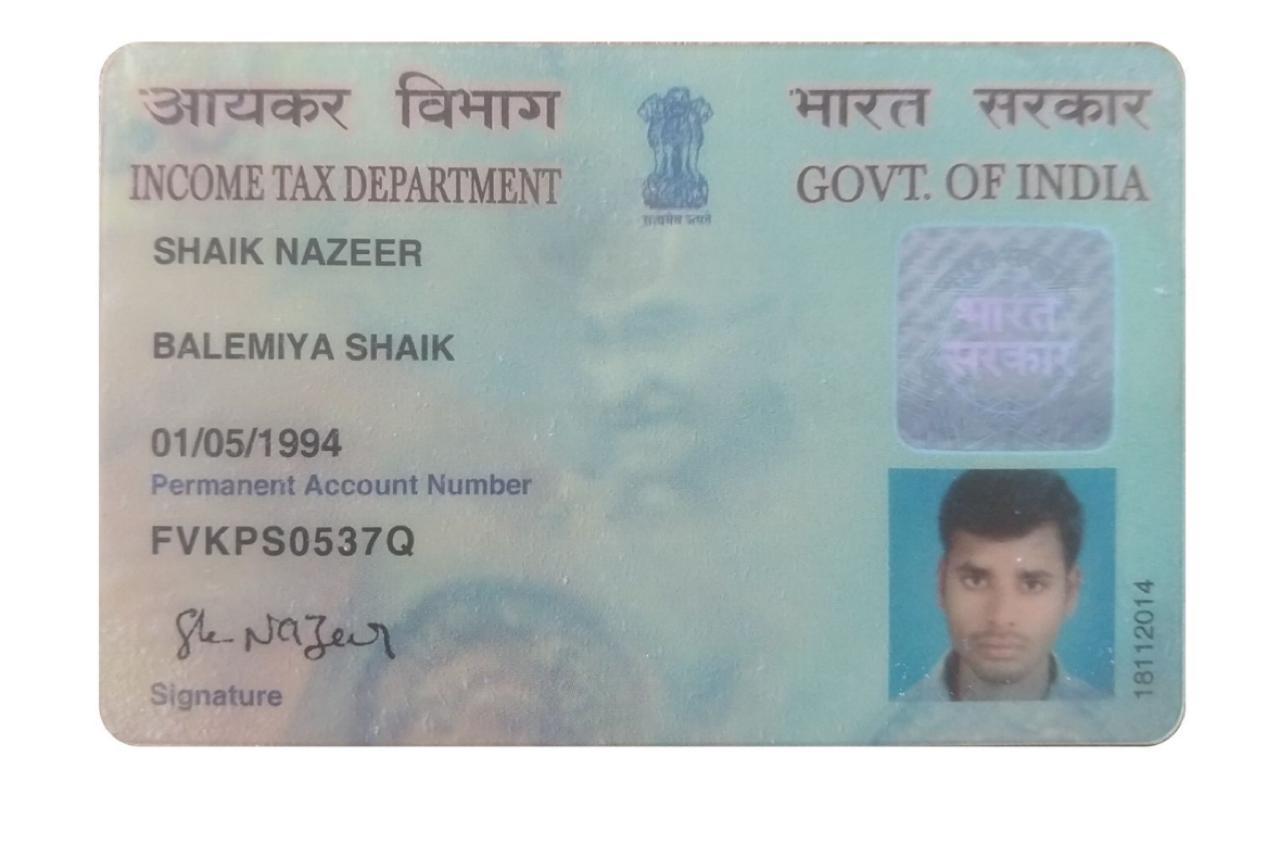 आयकर विभाग
भारत सरकार
INCOME TAX DEPARTMENT
GOVT. OF INDIA
सत्यमेव जयते
SHAIK NAZEER
भारत
सरकार
BALEMIYA SHAIK
01/05/1994
Permanent Account Number
FVKPS0537Q
Sk Nazeer
Signature
18112014